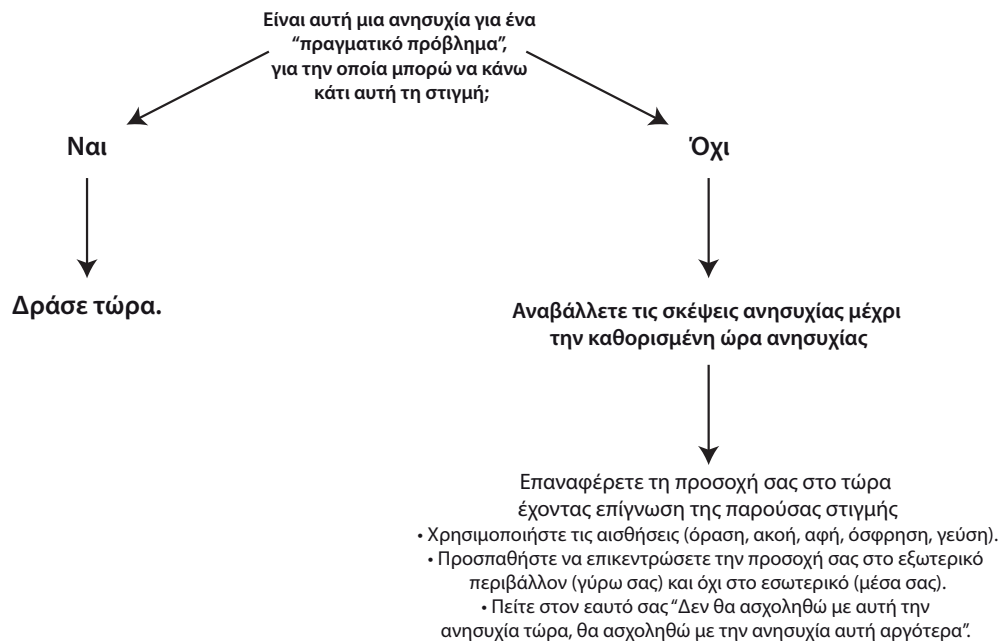 Είναι αυτή μια ανησυχία για ένα
“πραγματικό πρόβλημα”,
για την οποία μπορώ να κάνω
κάτι αυτή τη στιγμή;
Ναι
Όχι
Δράσε τώρα.
Αναβάλλετε τις σκέψεις ανησυχίας μέχρι
την καθορισμένη ώρα ανησυχίας
Επαναφέρετε τη προσοχή σας στο τώρα
έχοντας επίγνωση της παρούσας στιγμής
• Χρησιμοποιήστε τις αισθήσεις (όραση, ακοή, αφή, όσφρηση, γεύση).
• Προσπαθήστε να επικεντρώσετε την προσοχή σας στο εξωτερικό
περιβάλλον (γύρω σας) και όχι στο εσωτερικό (μέσα σας).
• Πείτε στον εαυτό σας “Δεν θα ασχοληθώ με αυτή την
ανησυχία τώρα, θα ασχοληθώ με την ανησυχία αυτή αργότερα”.